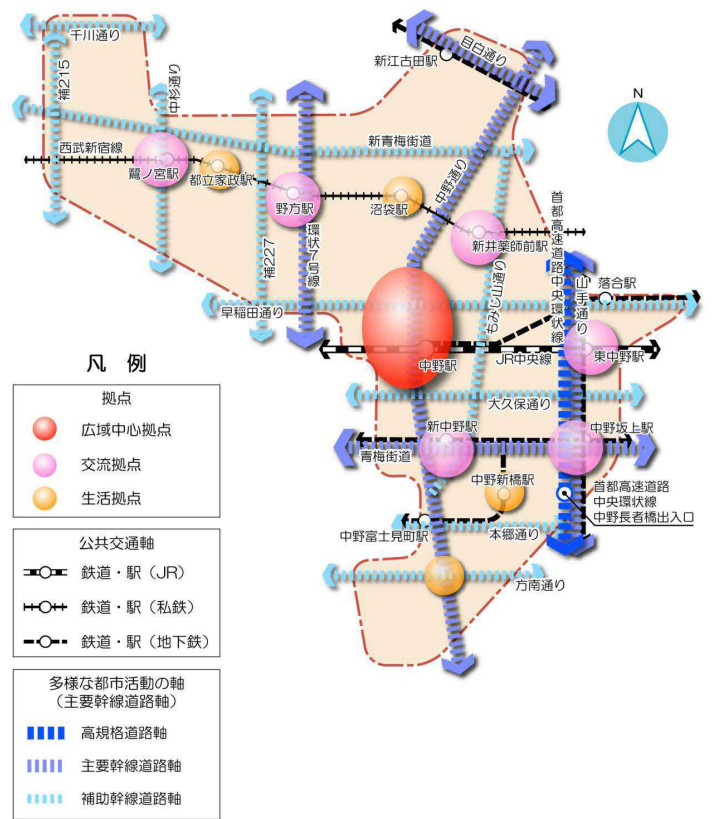 千川通り
補215
中杉通り
新江古田駅
目白通り
N
西武新宿線
鷺ノ宮駅
都立家政駅
新青梅街道
中野通り
野方駅
沼袋駅
新井薬師前駅
環状7号線
補227
早稲田通り
もみじ山通り
首都高速道路中央環状線
山手通り
落合駅
中野駅
JR中央線
東中野駅
大久保通り
新中野駅
中野坂上駅
青梅街道
中野新橋駅
首都高速道路
中央環状線
中野長者橋出入口
中野富士見町駅
本郷通り
方南通り
凡 例
拠点
広域中心拠点
交流拠点
生活拠点
公共交通軸
鉄道・駅(JR)
鉄道・駅(私鉄)
鉄道・駅(地下鉄)
多様な都市活動の軸
(主要幹線道路軸)
高規格道路軸
主要幹線道路軸
補助幹線道路軸